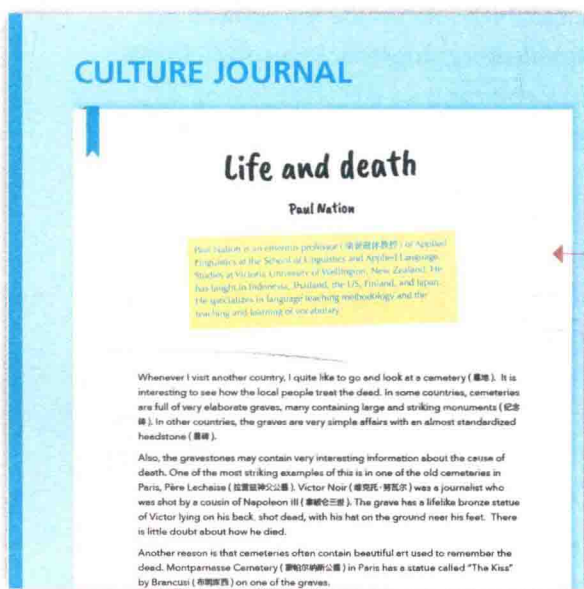 CULTURE JOURNAL
Life and death
Paul Nation
Paul Nation is an emeritus professor (荣誉退休教授) of Applied
Linguistics at the School of Linguistics and Applied Language
Studies at Victoria University of Wellington, New Zealand. He
has taught in Indonesia, Thailand, the US, Finland, and Japan.
He specializes in language teaching methodology and the
teaching and learning of vocabulary.
Whenever I visit another country, I quite like to go and look at a cemetery (墓地). It is
interesting to see how the local people treat the dead. In some countries, cemeteries
are full of very elaborate graves, many containing large and striking monuments (纪念
碑). In other countries, the graves are very simple affairs with an almost standardized
headstone (墓碑).
Also, the gravestones may contain very interesting information about the cause of
death. One of the most striking examples of this is in one of the old cemeteries in
Paris, Père Lechaise (拉雪兹神父公墓). Victor Noir (维克托·努瓦尔) was a journalist who
was shot by a cousin of Napoleon III (拿破仑三世). The grave has a lifelike bronze statue
of Victor lying on his back, shot dead, with his hat on the ground near his feet. There
is little doubt about how he died.
Another reason is that cemeteries often contain beautiful art used to remember the
dead. Montparnasse Cemetery (蒙帕尔纳斯公墓) in Paris has a statue called "The Kiss"
by Brancusi (布朗库西) on one of the graves.